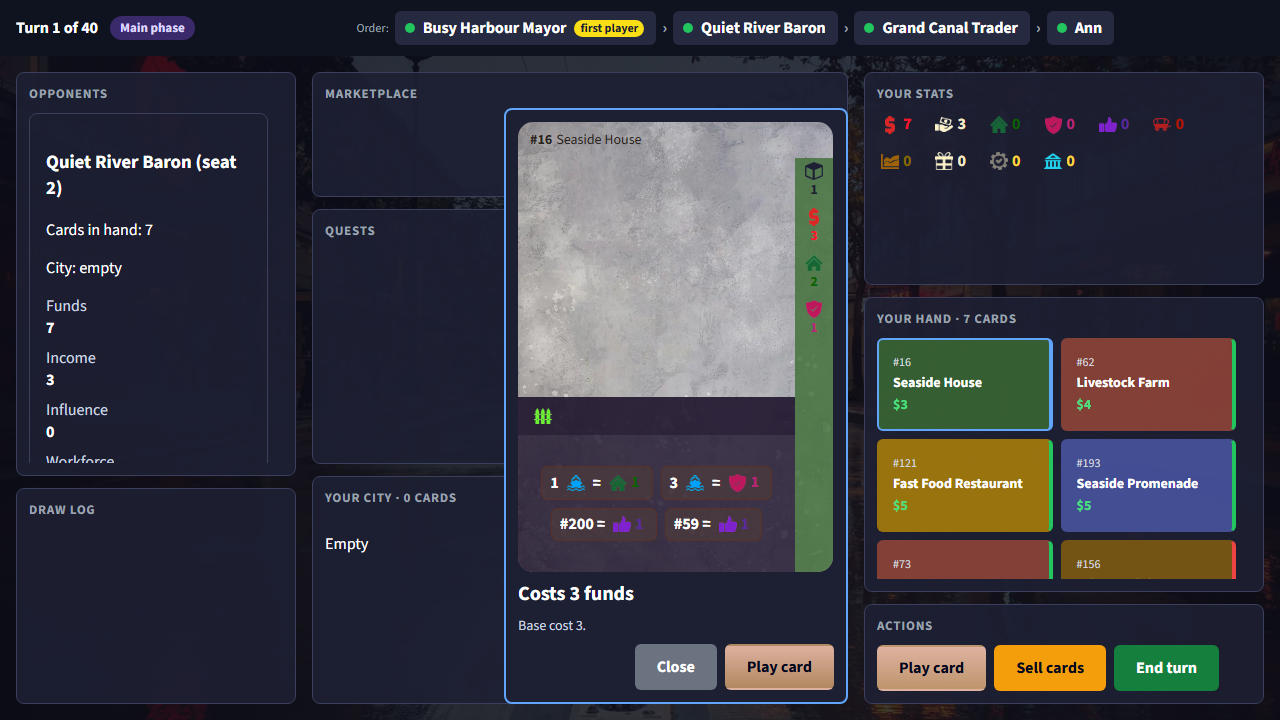 Turn 1 of 40
Main phase
Order:
Busy Harbour Mayor
first player
›
Quiet River Baron
›
Grand Canal Trader
›
Ann
OPPONENTS
Quiet River Baron (seat
2)
Cards in hand: 7
City: empty
Funds
7
Income
3
Influence
0
Workforce
DRAW LOG
MARKETPLACE
QUESTS
YOUR CITY · 0 CARDS
Empty
#16 Seaside House
1
3
2
1
1 =
3 = 1
#200 = 1
#59 = 1
Costs 3 funds
Base cost 3.
Close
Play card
YOUR STATS
7 3 0 0 0 0
0 0 0 0
YOUR HAND · 7 CARDS
#16
Seaside House
$3
#62
Livestock Farm
$4
#121
Fast Food Restaurant
$5
#193
Seaside Promenade
$5
#73
#156
ACTIONS
Play card
Sell cards
End turn